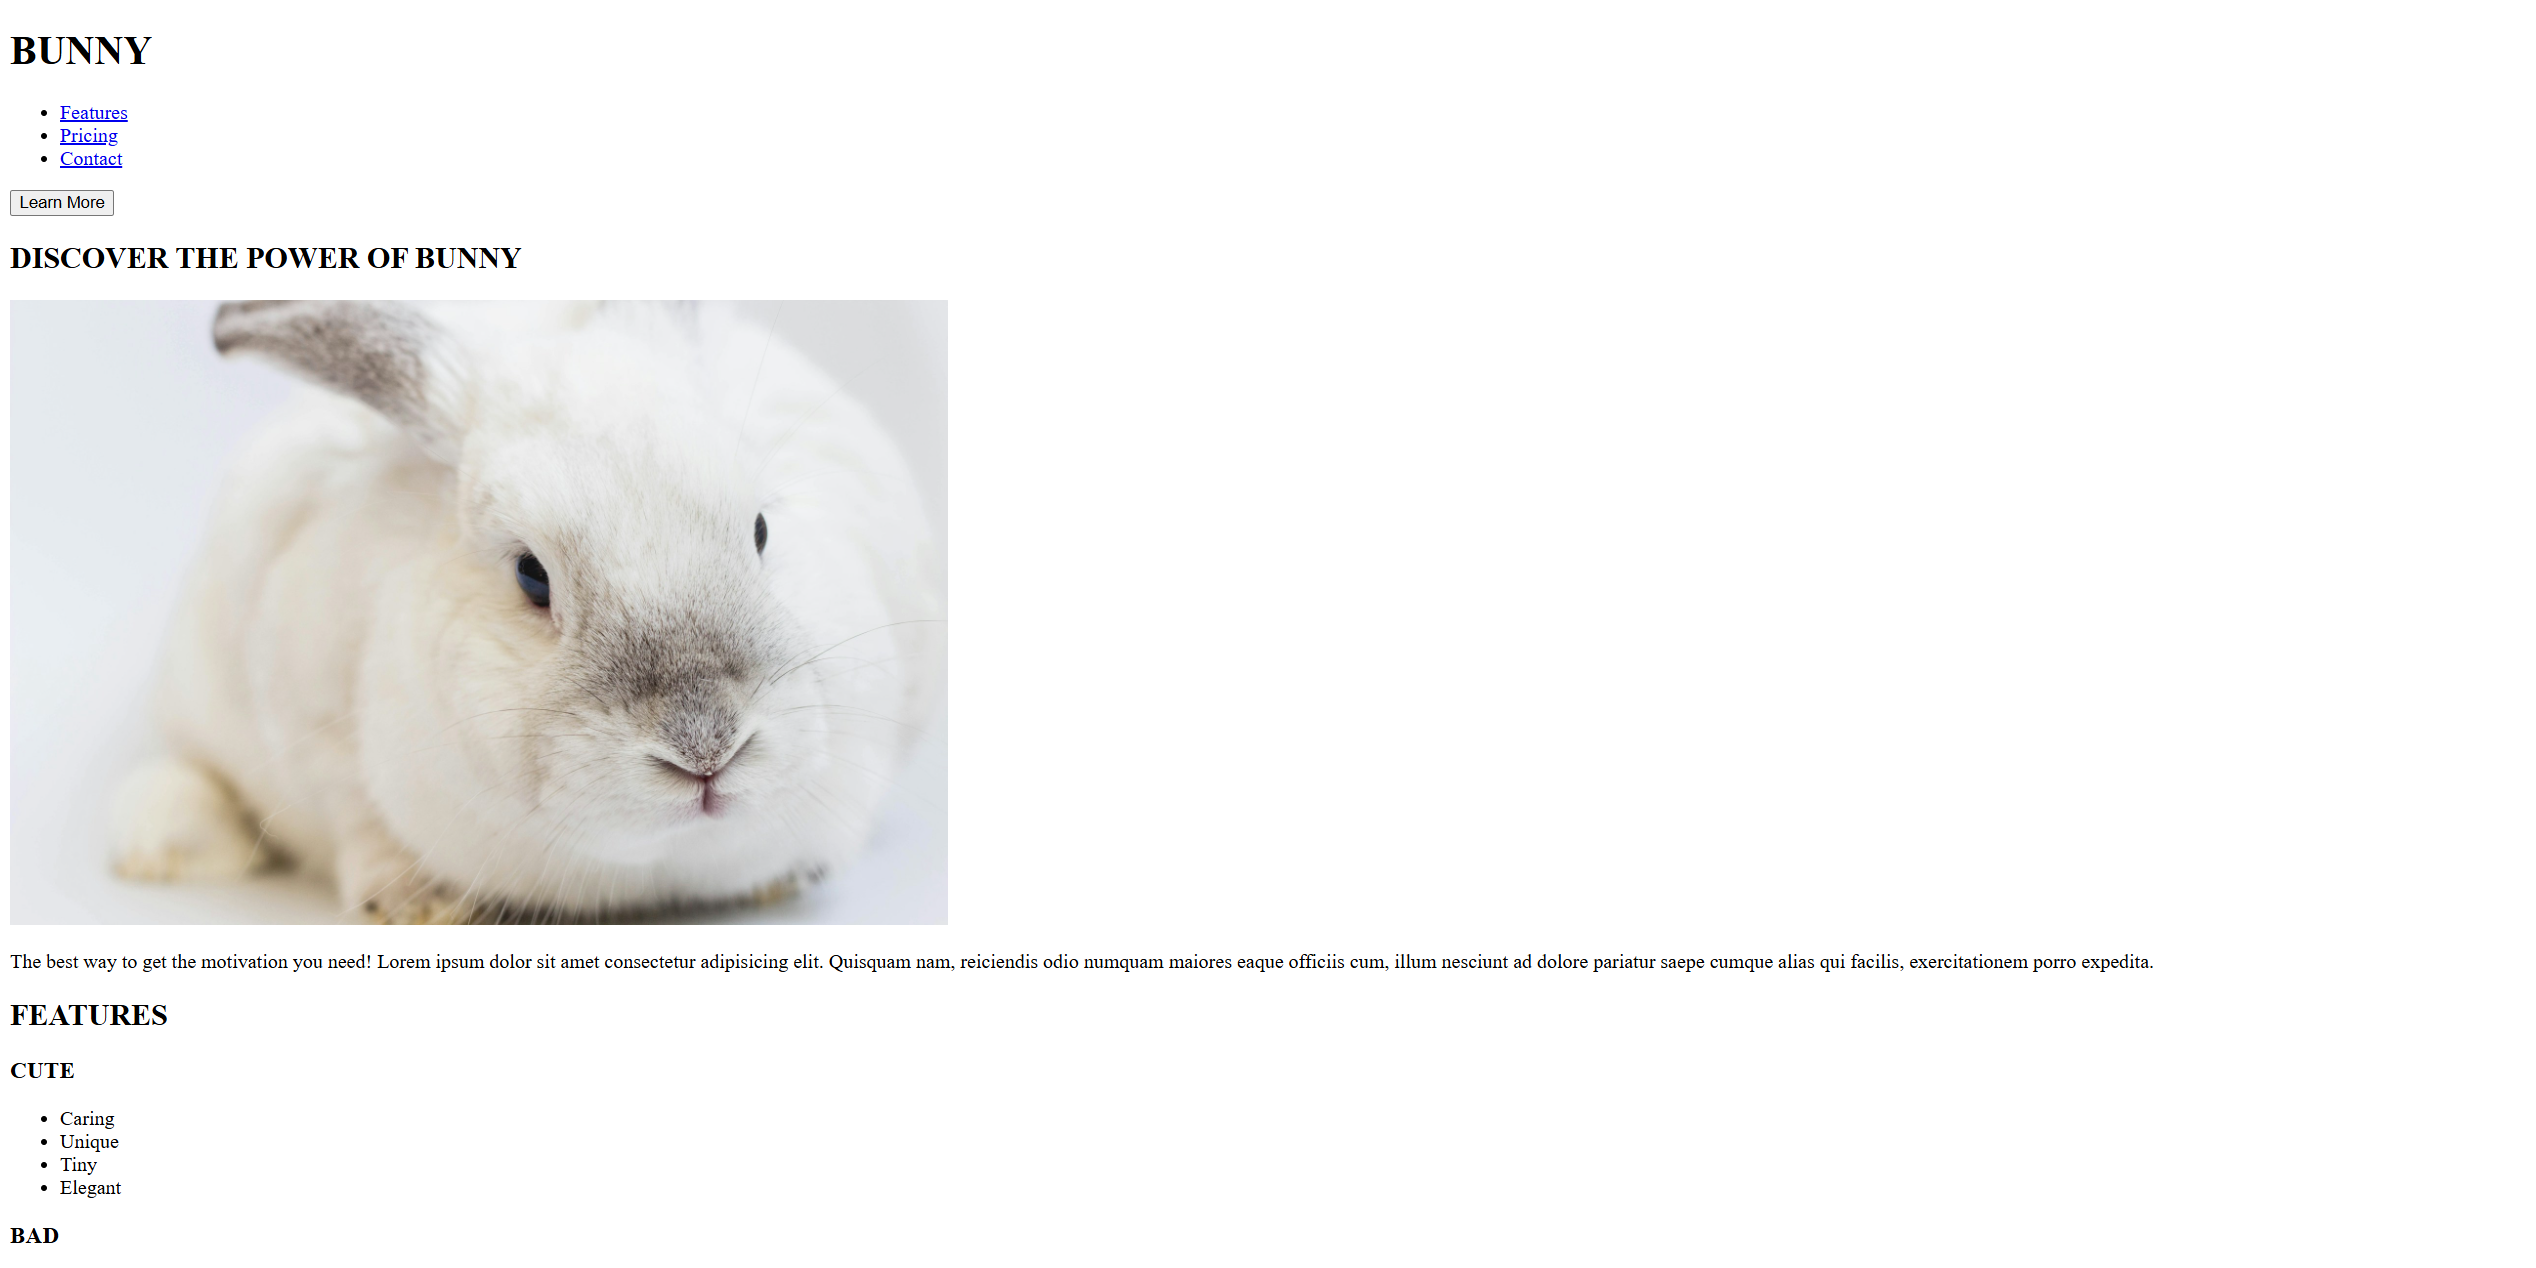 BUNNY
Features
Pricing
Contact
Learn More
DISCOVER THE POWER OF BUNNY
The best way to get the motivation you need! Lorem ipsum dolor sit amet consectetur adipisicing elit. Quisquam nam, reiciendis odio numquam maiores eaque officiis cum, illum nesciunt ad dolore pariatur saepe cumque alias qui facilis, exercitationem porro expedita.
FEATURES
CUTE
Caring
Unique
Tiny
Elegant
BAD